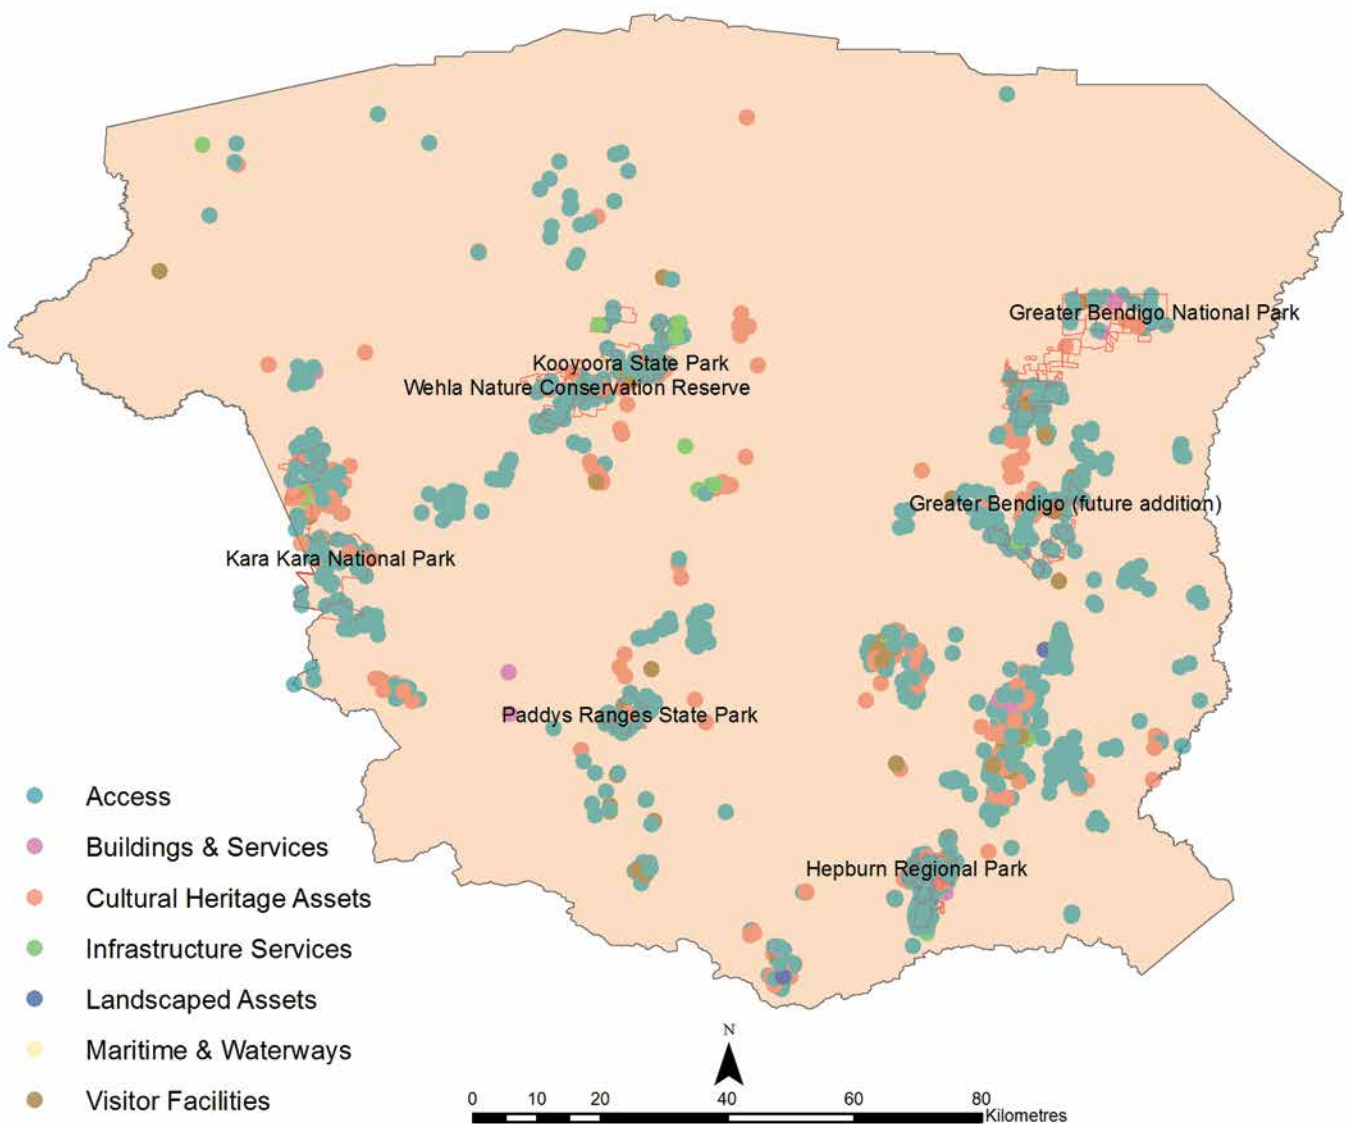 Greater Bendigo National Park
Kooyoora State Park
Wehla Nature Conservation Reserve
Greater Bendigo (future addition)
Kara Kara National Park
Paddys Ranges State Park
Hepburn Regional Park
Access
Buildings & Services
Cultural Heritage Assets
Infrastructure Services
Landscaped Assets
Maritime & Waterways
Visitor Facilities
N
0 10 20 40 60 80
Kilometres